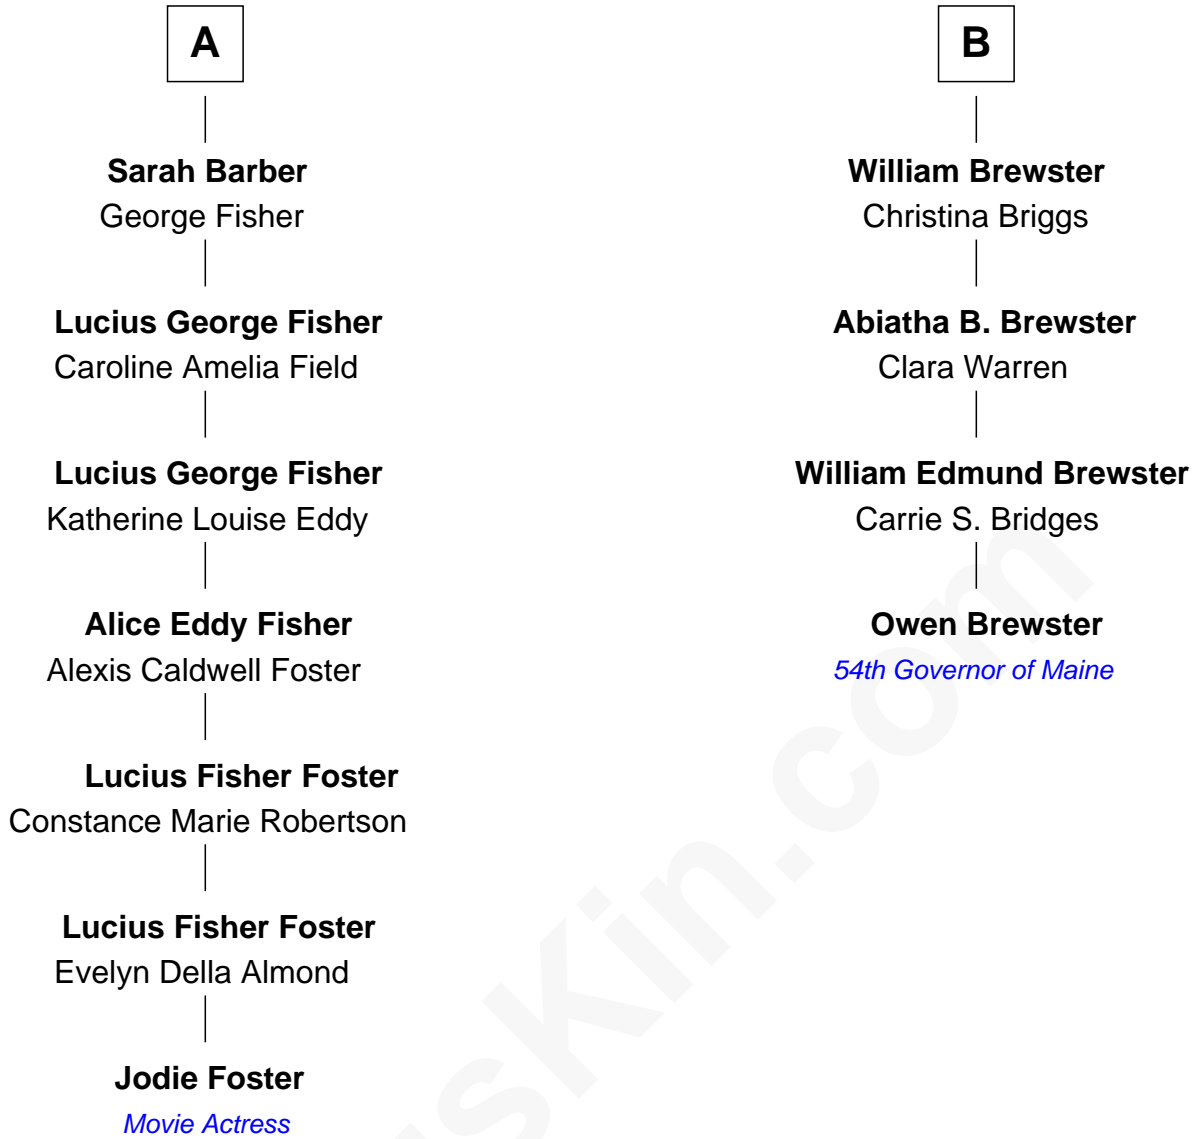 A
Sarah Barber
George Fisher
Lucius George Fisher
Caroline Amelia Field
Lucius George Fisher
Katherine Louise Eddy
Alice Eddy Fisher
Alexis Caldwell Foster
Lucius Fisher Foster
Constance Marie Robertson
Lucius Fisher Foster
Evelyn Della Almond
Jodie Foster
Movie Actress
B
William Brewster
Christina Briggs
Abiatha B. Brewster
Clara Warren
William Edmund Brewster
Carrie S. Bridges
Owen Brewster
54th Governor of Maine
usKin.com